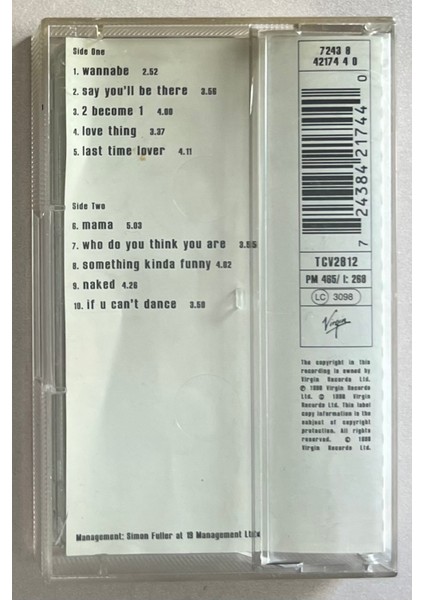 Side One
1. wannabe 2.52
2. say you'll be there 3.56
3. 2 become 1 4.00
4. love thing 3.37
5. last time lover 4.11
Side Two
6. mama 5.03
7. who do you think you are
8. something kinda funny 4.02
9. naked 4.26
10. if u can't dance 3.50
Management: Simon Fuller at 19 Management
7243 8
42174 4 0
7 24384 21744 0
TCV2812
PM 465/ I: 268
LC 3098
Virgin
The copyright in this
recording is owned by
Virgin Records Ltd.
℗ 1996 Virgin Records
Ltd. © 1996 Virgin
Records Ltd. This label
copy information is the
subject of copyright
protection. All rights
reserved. © 1996
Virgin Records Ltd.